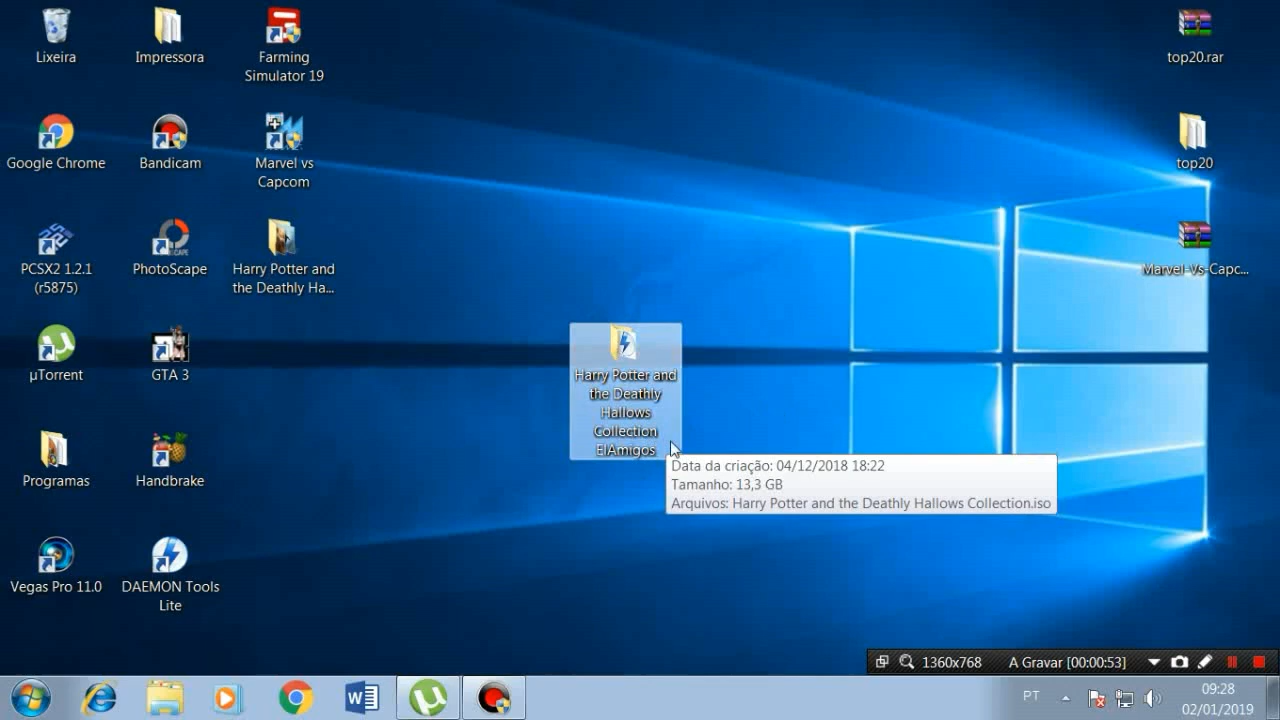 Lixeira
Impressora
Farming
Simulator 19
top20.rar
Google Chrome
Bandicam
Marvel vs
Capcom
top20
PCSX2 1.2.1
(r5875)
PhotoScape
Harry Potter and
the Deathly Ha...
Marvel-Vs-Capc...
µTorrent
GTA 3
Harry Potter and
the Deathly
Hallows
Collection
ElAmigos
Programas
Handbrake
Data da criação: 04/12/2018 18:22
Tamanho: 13,3 GB
Arquivos: Harry Potter and the Deathly Hallows Collection.iso
Vegas Pro 11.0
DAEMON Tools
Lite
1360x768
A Gravar [00:00:53]
PT
09:28
02/01/2019